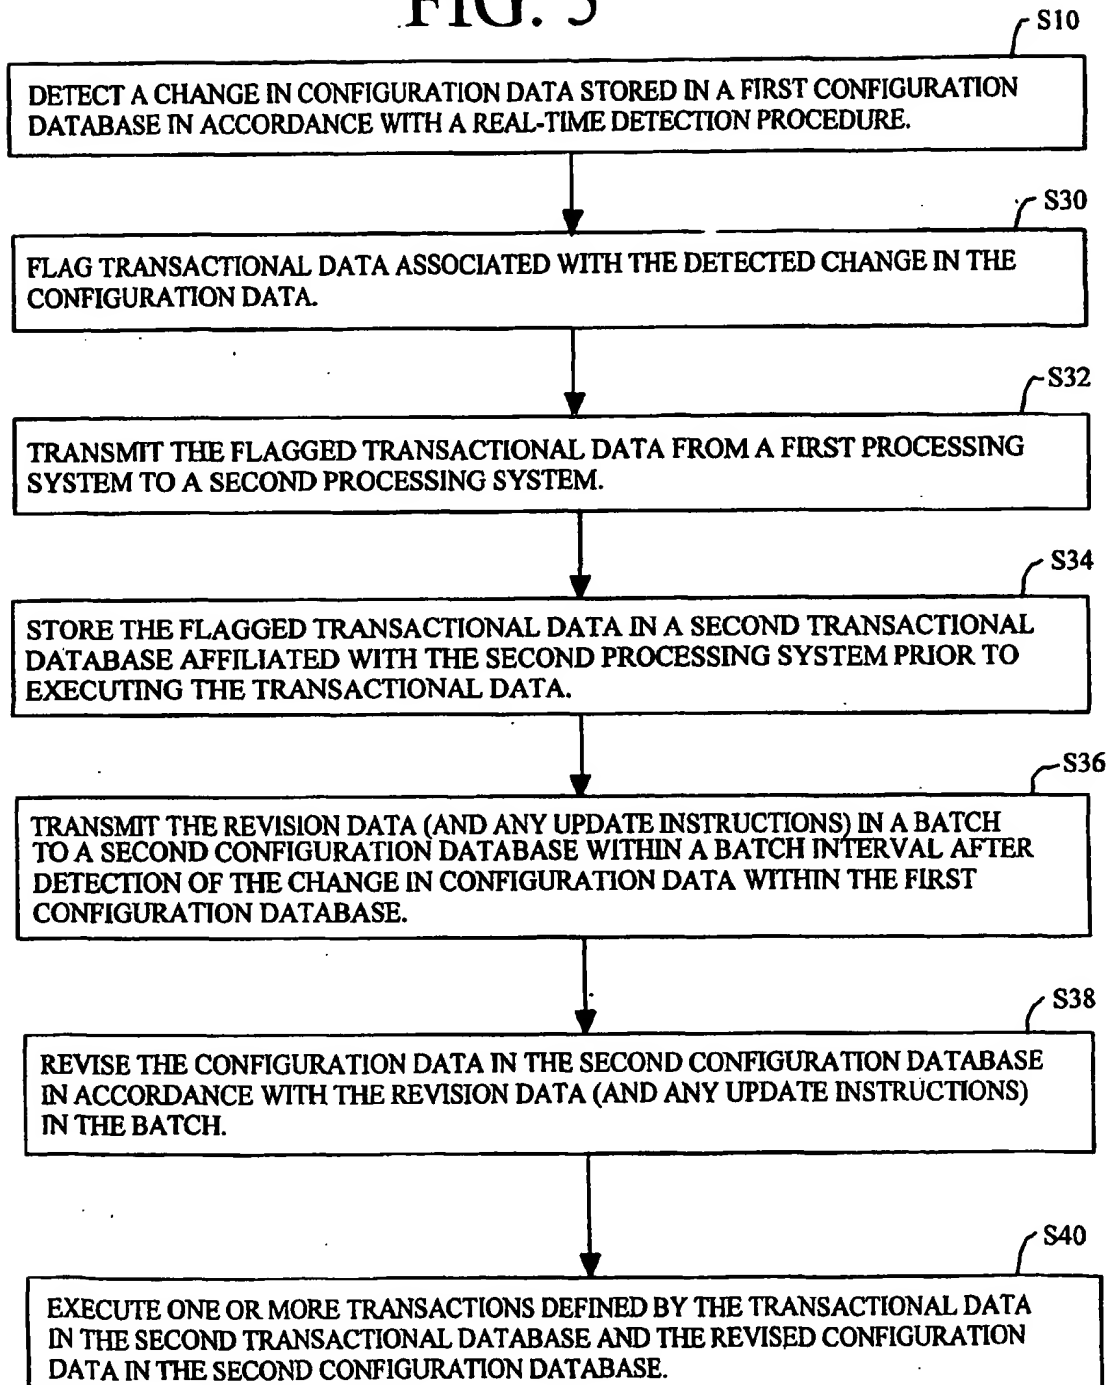 FIG. 5
S10
DETECT A CHANGE IN CONFIGURATION DATA STORED IN A FIRST CONFIGURATION
DATABASE IN ACCORDANCE WITH A REAL-TIME DETECTION PROCEDURE.
S30
FLAG TRANSACTIONAL DATA ASSOCIATED WITH THE DETECTED CHANGE IN THE
CONFIGURATION DATA.
S32
TRANSMIT THE FLAGGED TRANSACTIONAL DATA FROM A FIRST PROCESSING
SYSTEM TO A SECOND PROCESSING SYSTEM.
S34
STORE THE FLAGGED TRANSACTIONAL DATA IN A SECOND TRANSACTIONAL
DATABASE AFFILIATED WITH THE SECOND PROCESSING SYSTEM PRIOR TO
EXECUTING THE TRANSACTIONAL DATA.
S36
TRANSMIT THE REVISION DATA (AND ANY UPDATE INSTRUCTIONS) IN A BATCH
TO A SECOND CONFIGURATION DATABASE WITHIN A BATCH INTERVAL AFTER
DETECTION OF THE CHANGE IN CONFIGURATION DATA WITHIN THE FIRST
CONFIGURATION DATABASE.
S38
REVISE THE CONFIGURATION DATA IN THE SECOND CONFIGURATION DATABASE
IN ACCORDANCE WITH THE REVISION DATA (AND ANY UPDATE INSTRUCTIONS)
IN THE BATCH.
S40
EXECUTE ONE OR MORE TRANSACTIONS DEFINED BY THE TRANSACTIONAL DATA
IN THE SECOND TRANSACTIONAL DATABASE AND THE REVISED CONFIGURATION
DATA IN THE SECOND CONFIGURATION DATABASE.